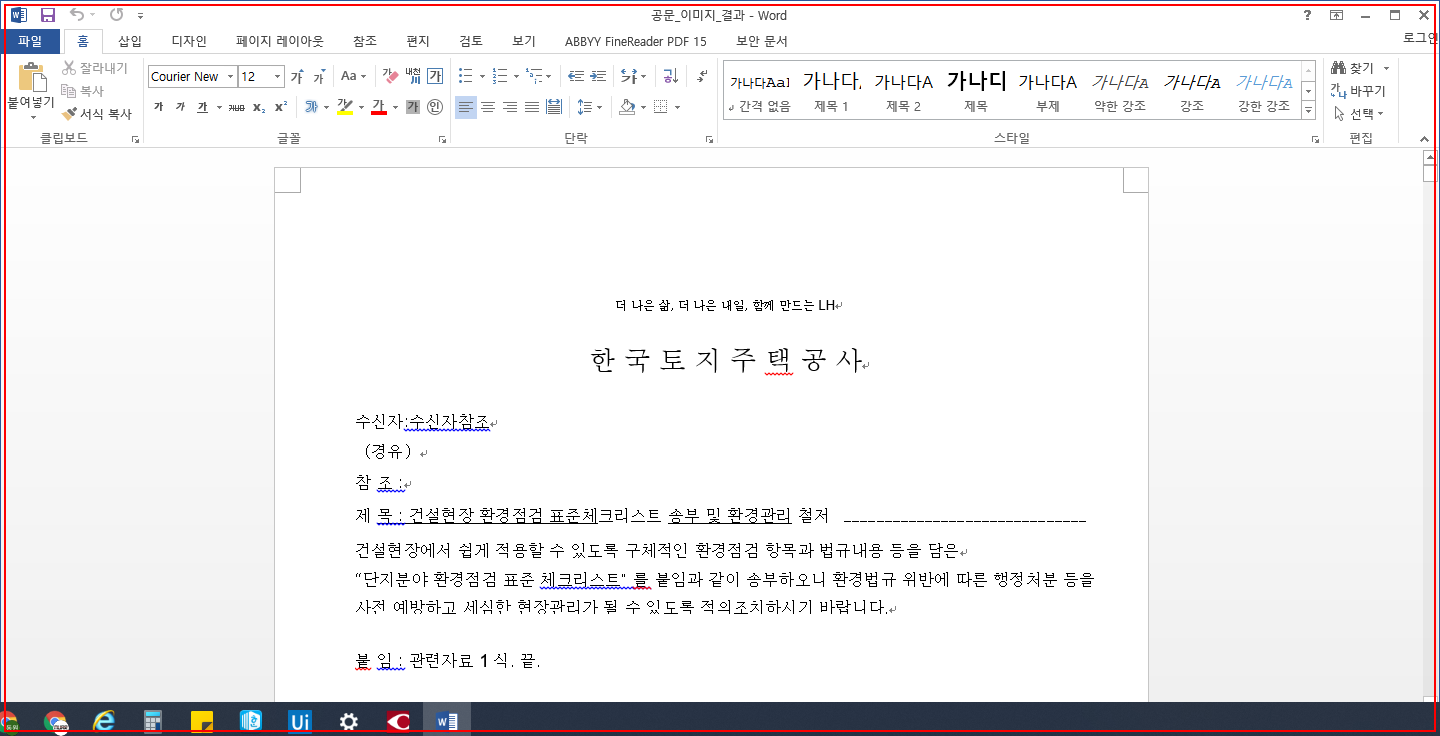 공문_이미지_결과 - Word
파일 홈 삽입 디자인 페이지 레이아웃 참조 편지 검토 보기 ABBYY FineReader PDF 15 보안 문서 로그인
붙여넣기
잘라내기
복사
서식 복사
클립보드
Courier New 12
글꼴
단락
가나다AaI 가나다, 가나다A 가나디 가나다A 가나다A 가나다A 가나다A
간격 없음 제목 1 제목 2 제목 부제 약한 강조 강조 강한 강조
스타일
찾기
바꾸기
선택
편집
더 나은 삶, 더 나은 내일, 함께 만드는 LH
한 국 토 지 주 택 공 사
수신자:수신자참조
(경유)
참 조 :
제 목 : 건설현장 환경점검 표준체크리스트 송부 및 환경관리 철저 ______________________________
건설현장에서 쉽게 적용할 수 있도록 구체적인 환경점검 항목과 법규내용 등을 담은
“단지분야 환경점검 표준 체크리스트" 를 붙임과 같이 송부하오니 환경법규 위반에 따른 행정처분 등을
사전 예방하고 세심한 현장관리가 될 수 있도록 적의조치하시기 바랍니다.
붙 임 : 관련자료 1 식. 끝.
Ui